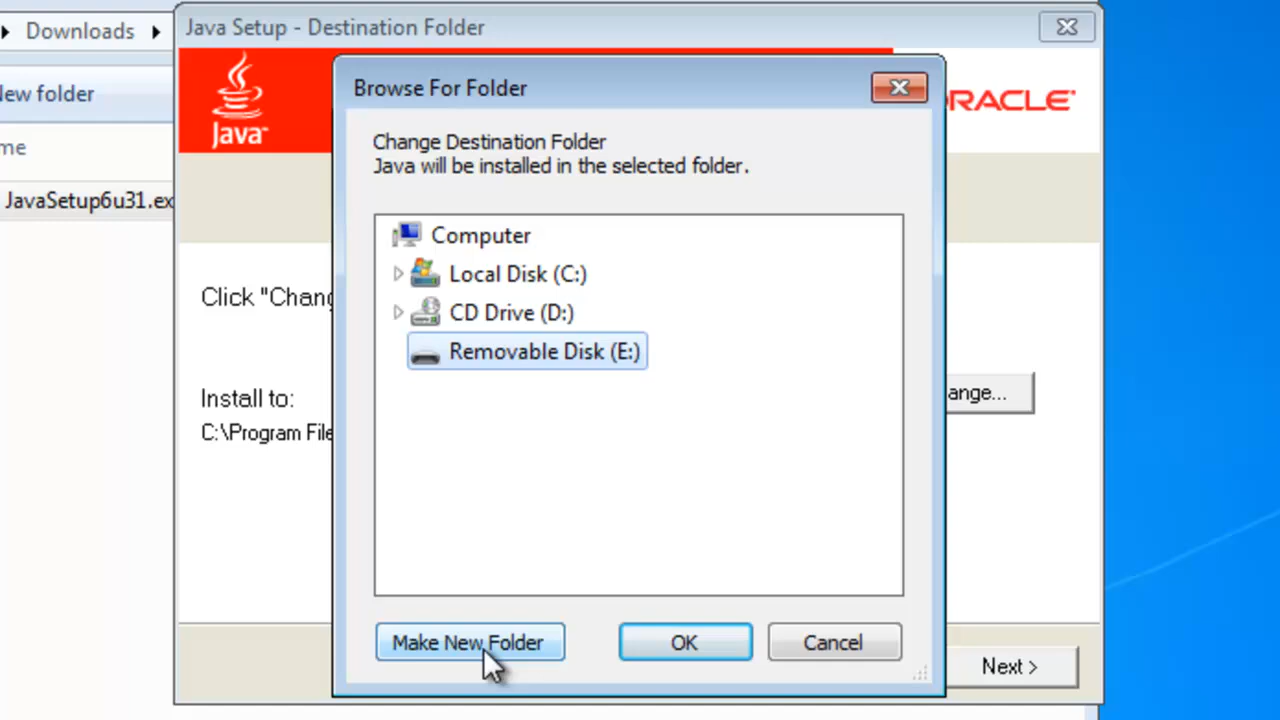 Downloads
Java Setup - Destination Folder
New folder
Java
ORACLE
Browse For Folder
Change Destination Folder
Java will be installed in the selected folder.
JavaSetup6u31.ex
Computer
Local Disk (C:)
CD Drive (D:)
Removable Disk (E:)
Click "Chang
Install to:
ange...
C:\Program File
Make New Folder
OK
Cancel
Next >